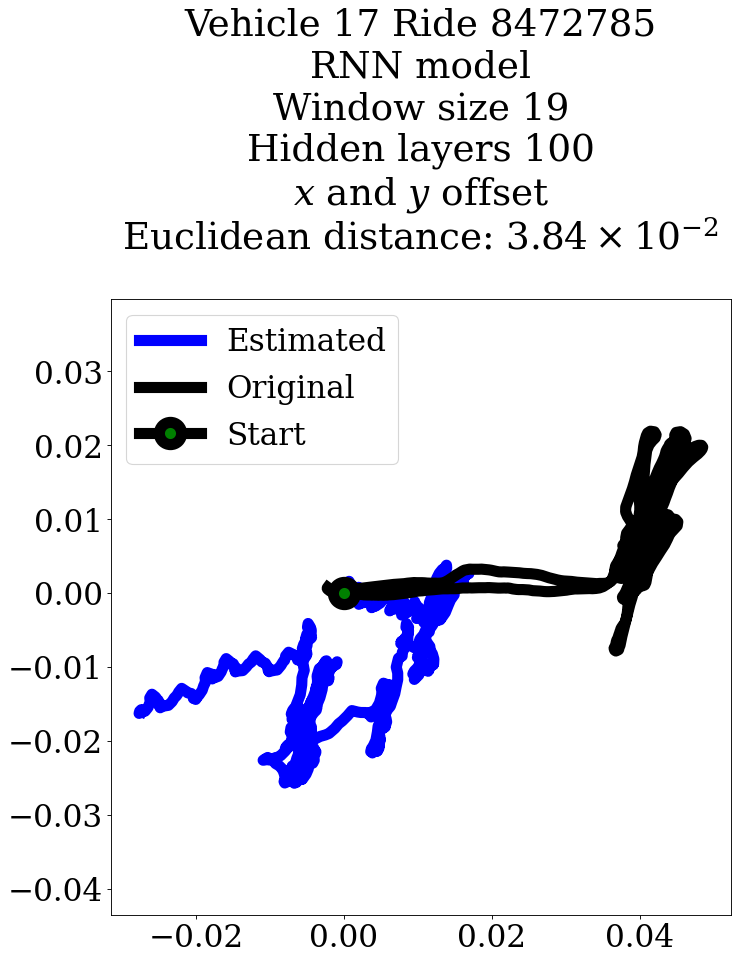 Vehicle 17 Ride 8472785
RNN model
Window size 19
Hidden layers 100
x and y offset
Euclidean distance: 3.84 × 10⁻²
Estimated
Original
Start
0.03
0.02
0.01
0.00
−0.01
−0.02
−0.03
−0.04
−0.02 0.00 0.02 0.04